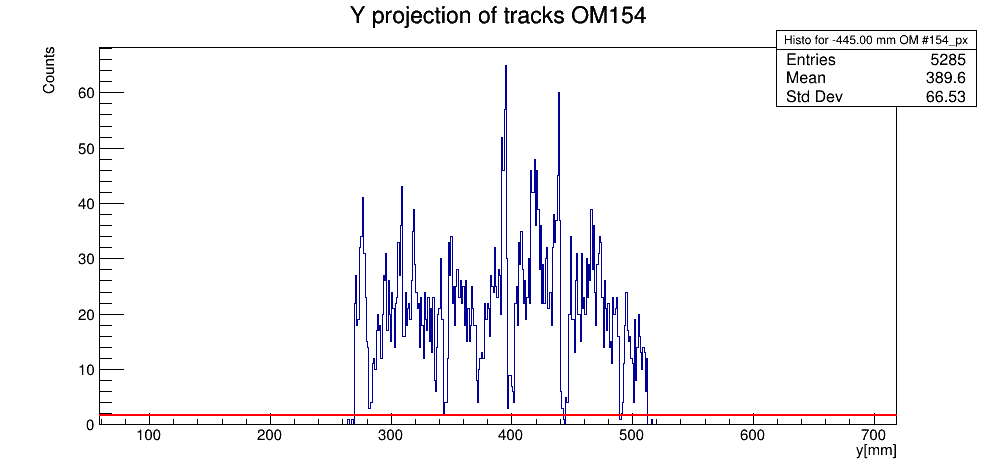 Y projection of tracks OM154
Histo for -445.00 mm OM #154_px
Entries 5285
Mean 389.6
Std Dev 66.53
Counts
60
50
40
30
20
10
0
100 200 300 400 500 600 700
y[mm]